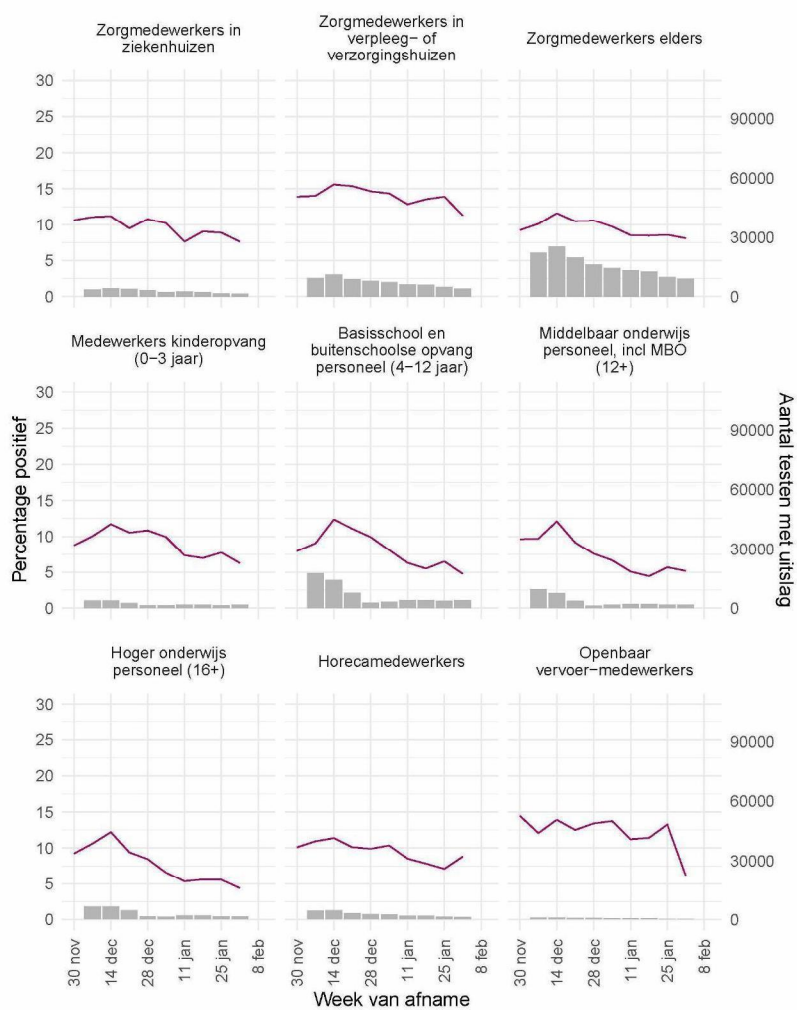 Zorgmedewerkers in
ziekenhuizen
Zorgmedewerkers in
verpleeg− of
verzorgingshuizen
Zorgmedewerkers elders
30
25
20
15
10
5
0
90000
60000
30000
0
Medewerkers kinderopvang
(0−3 jaar)
Basisschool en
buitenschoolse opvang
personeel (4−12 jaar)
Middelbaar onderwijs
personeel, incl MBO
(12+)
Percentage positief
30
25
20
15
10
5
0
90000
60000
30000
0
Aantal testen met uitslag
Hoger onderwijs
personeel (16+)
Horecamedewerkers
Openbaar
vervoer−medewerkers
30
25
20
15
10
5
0
90000
60000
30000
0
30 nov
14 dec
28 dec
11 jan
25 jan
8 feb
30 nov
14 dec
28 dec
11 jan
25 jan
8 feb
30 nov
14 dec
28 dec
11 jan
25 jan
8 feb
Week van afname